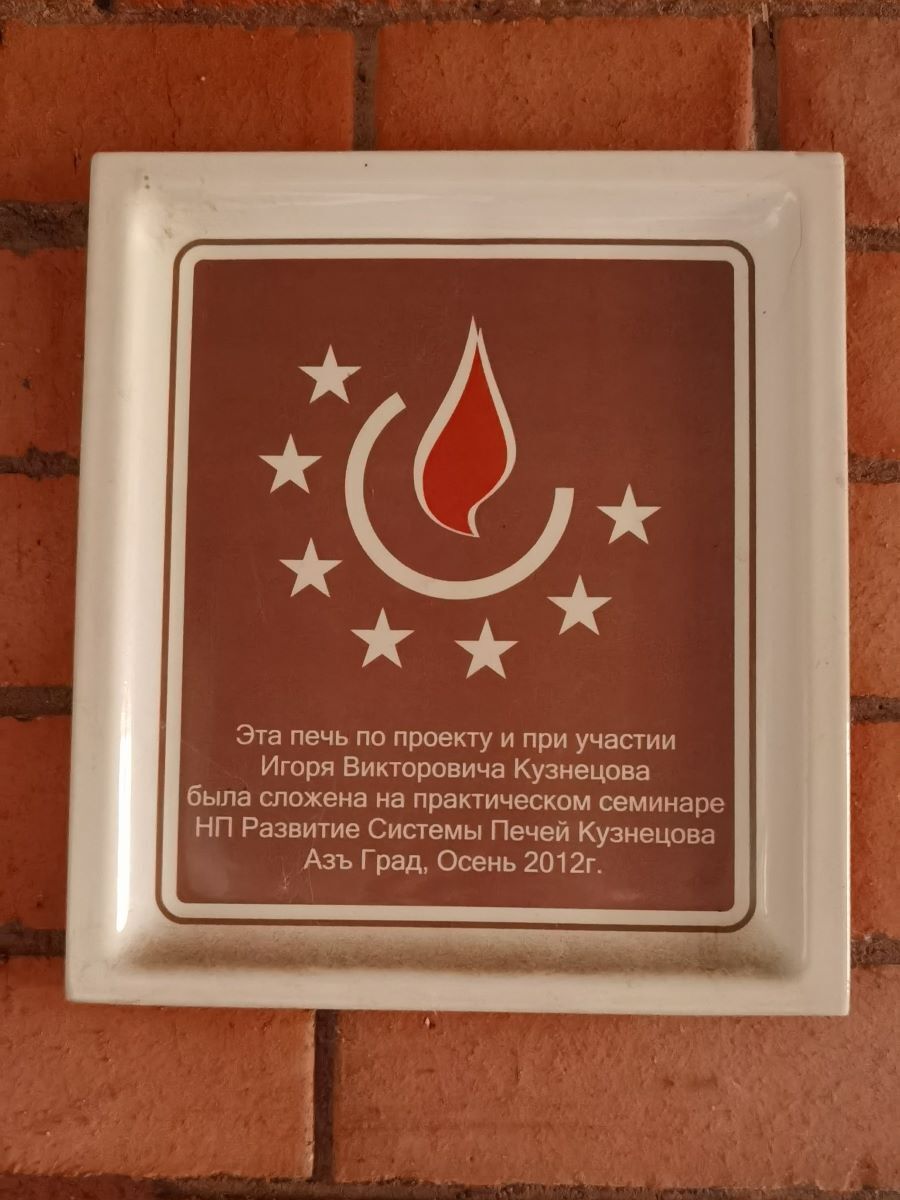 Эта печь по проекту и при участии
Игоря Викторовича Кузнецова
была сложена на практическом семинаре
НП Развитие Системы Печей Кузнецова
Азъ Град, Осень 2012г.